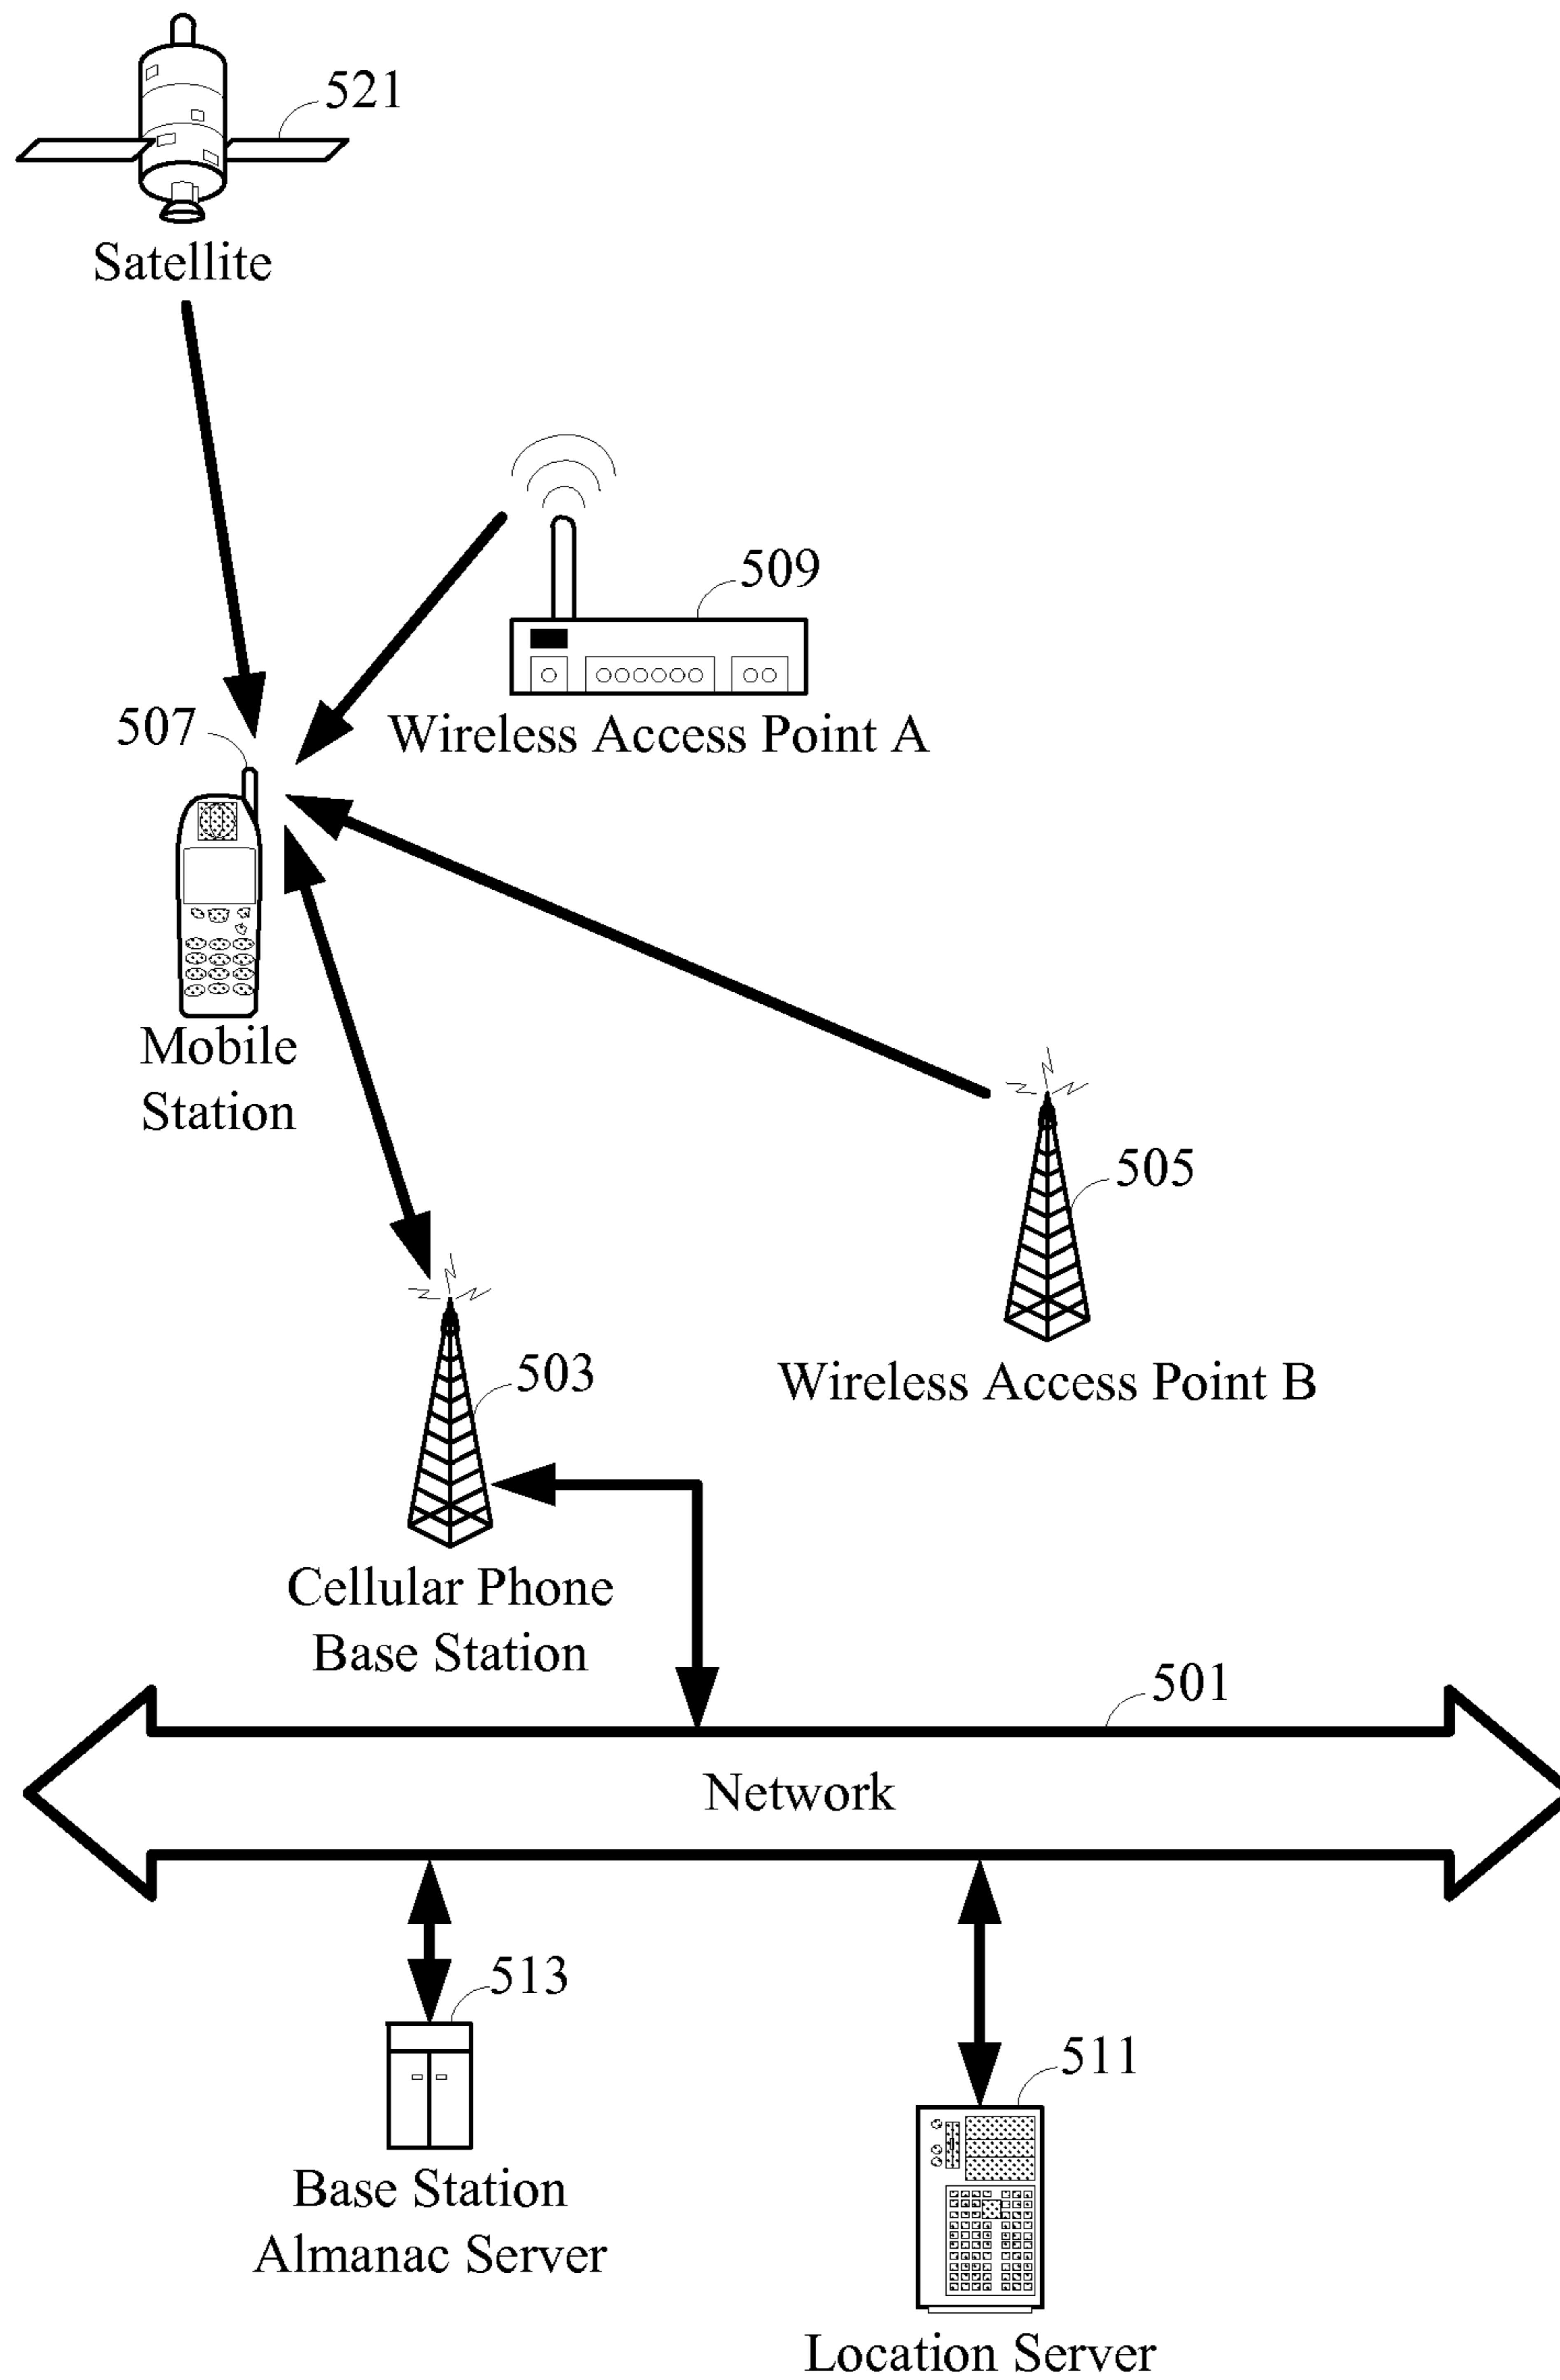 521
Satellite
509
Wireless Access Point A
507
Mobile
Station
505
Wireless Access Point B
503
Cellular Phone
Base Station
501
Network
513
Base Station
Almanac Server
511
Location Server